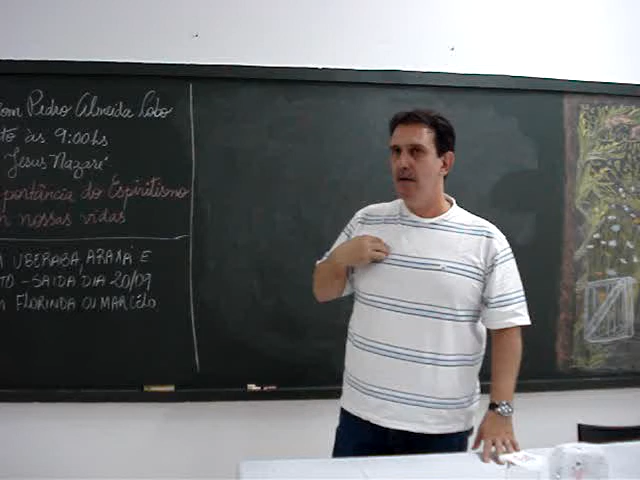 om Pedro Almeida Lobo
to às 9:00hs
Jesus Nazaré
portância do Espiritismo
m nossas vidas
M UBERABA, ARAXÁ E
TO - SAÍDA DIA 20/09
M FLORINDA OU MARCELO